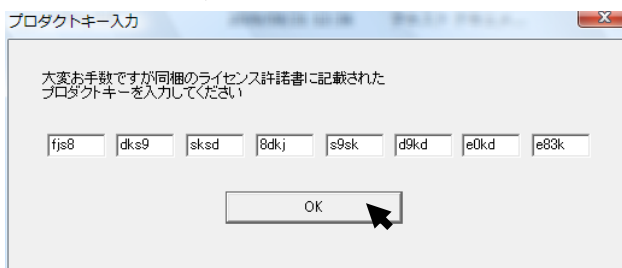 プロダクトキー入力
大変お手数ですが同梱のライセンス許諾書に記載された
プロダクトキーを入力してください
fjs8 dks9 sksd 8dkj s9sk d9kd e0kd e83k
OK